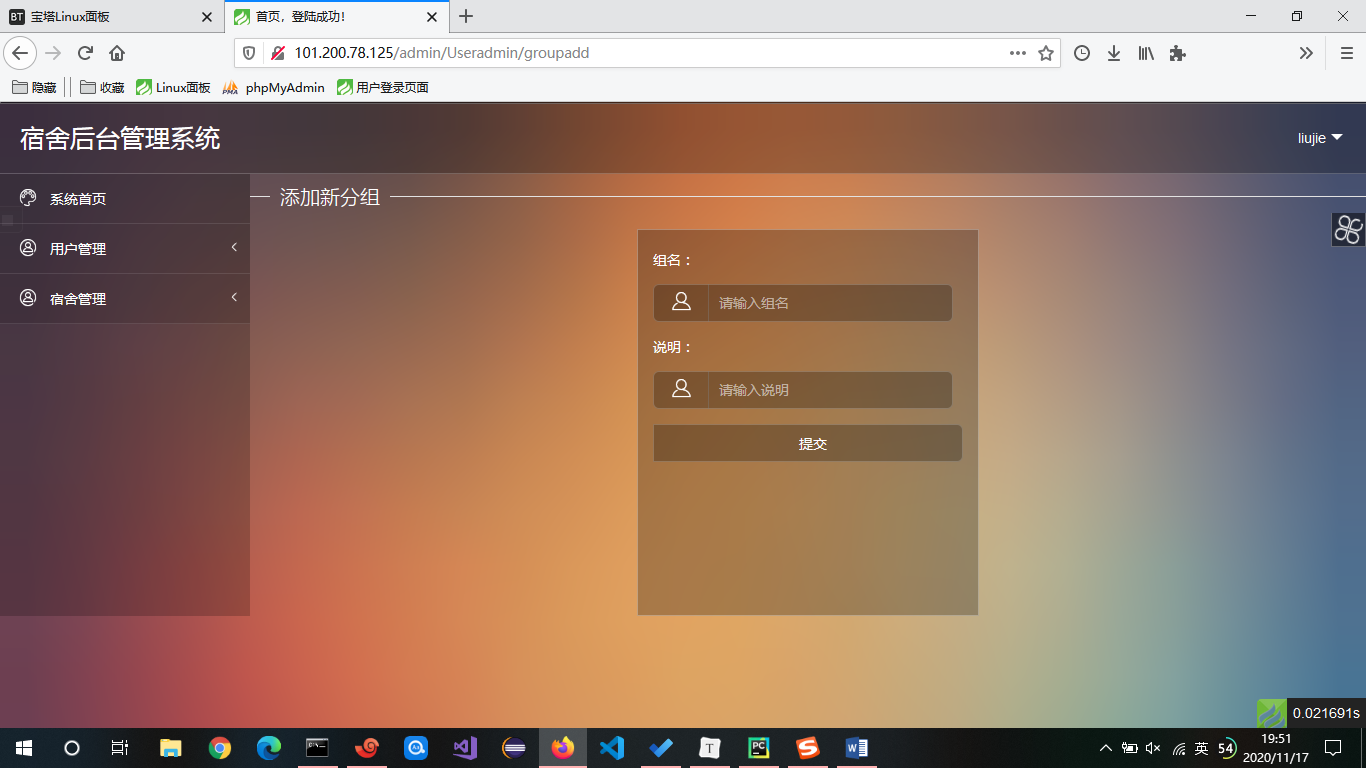 BT 宝塔Linux面板
首页，登陆成功!
101.200.78.125/admin/Useradmin/groupadd
隐藏
收藏
Linux面板
phpMyAdmin
用户登录页面
宿舍后台管理系统
liujie
系统首页
用户管理
宿舍管理
添加新分组
组名：
请输入组名
说明：
请输入说明
提交
0.021691s
英
54
19:51
2020/11/17